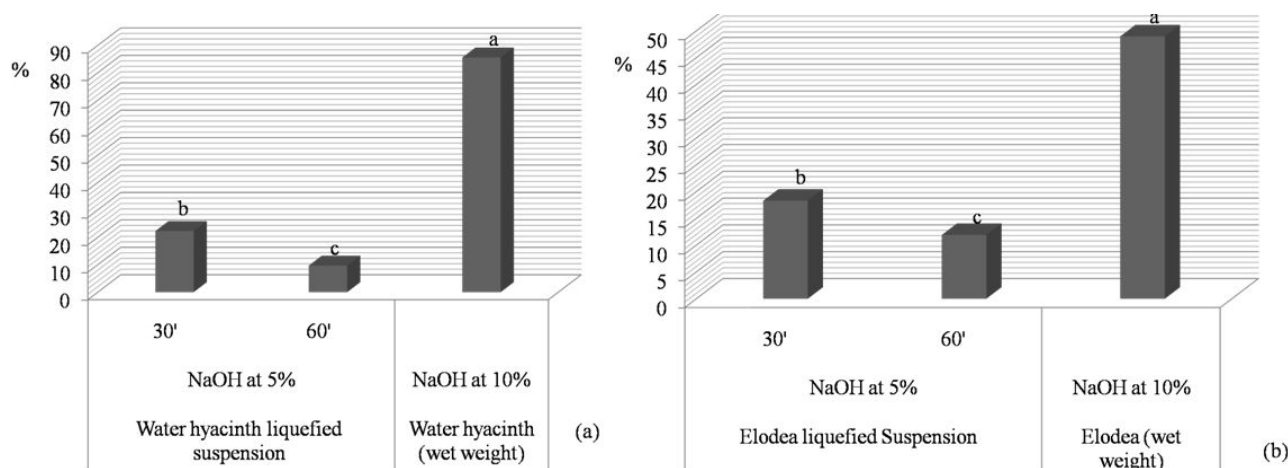 %
90
80
70
60
50
40
30
20
10
0
b
c
a
30'
60'
NaOH at 5%
NaOH at 10%
Water hyacinth liquefied
suspension
Water hyacinth
(wet weight)
(a)
%
50
45
40
35
30
25
20
15
10
5
0
b
c
a
30'
60'
NaOH at 5%
NaOH at 10%
Elodea liquefied Suspension
Elodea (wet
weight)
(b)